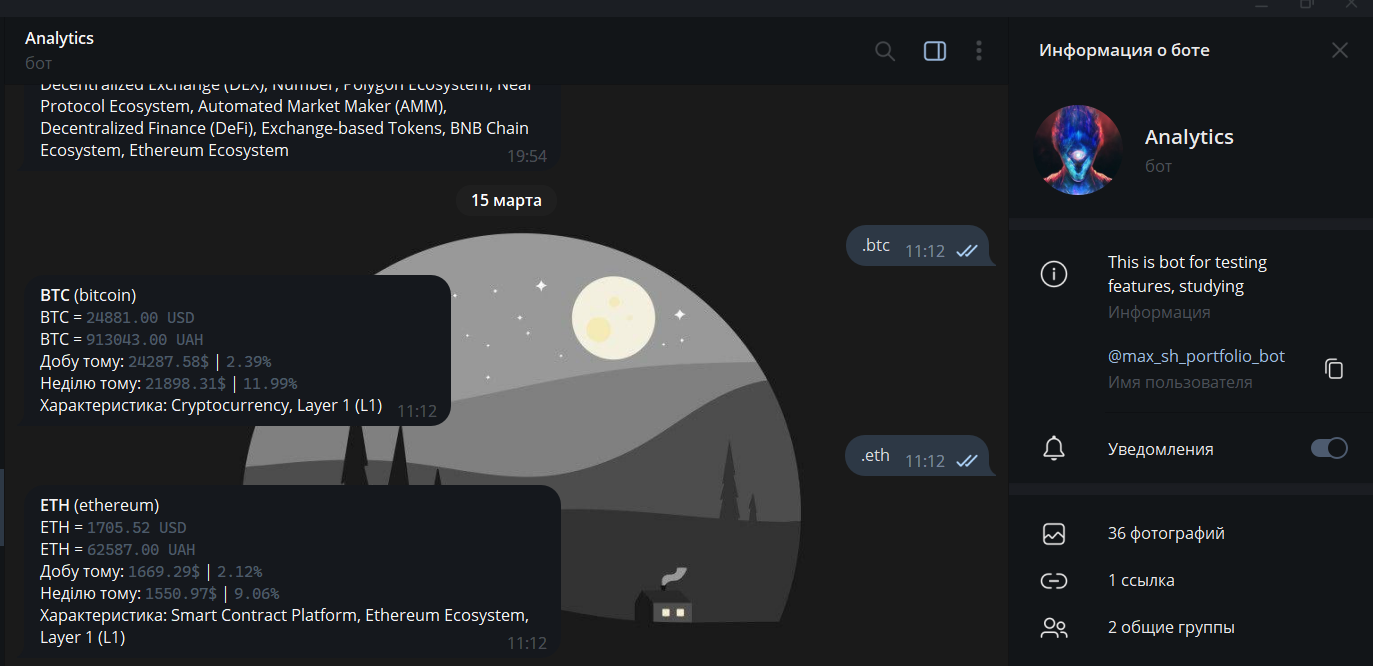 Analytics
бот
Decentralized Exchange (DEX), Number, Polygon Ecosystem, Near
Protocol Ecosystem, Automated Market Maker (AMM),
Decentralized Finance (DeFi), Exchange-based Tokens, BNB Chain
Ecosystem, Ethereum Ecosystem
19:54
15 марта
.btc 11:12
BTC (bitcoin)
BTC = 24881.00 USD
BTC = 913043.00 UAH
Добу тому: 24287.58$ | 2.39%
Неділю тому: 21898.31$ | 11.99%
Характеристика: Cryptocurrency, Layer 1 (L1)
11:12
.eth 11:12
ETH (ethereum)
ETH = 1705.52 USD
ETH = 62587.00 UAH
Добу тому: 1669.29$ | 2.12%
Неділю тому: 1550.97$ | 9.06%
Характеристика: Smart Contract Platform, Ethereum Ecosystem,
Layer 1 (L1)
11:12
Информация о боте
Analytics
бот
This is bot for testing
features, studying
Информация
@max_sh_portfolio_bot
Имя пользователя
Уведомления
36 фотографий
1 ссылка
2 общие группы